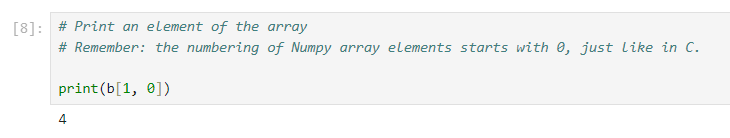 [8]: # Print an element of the array
# Remember: the numbering of Numpy array elements starts with 0, just like in C.
print(b[1, 0])
4